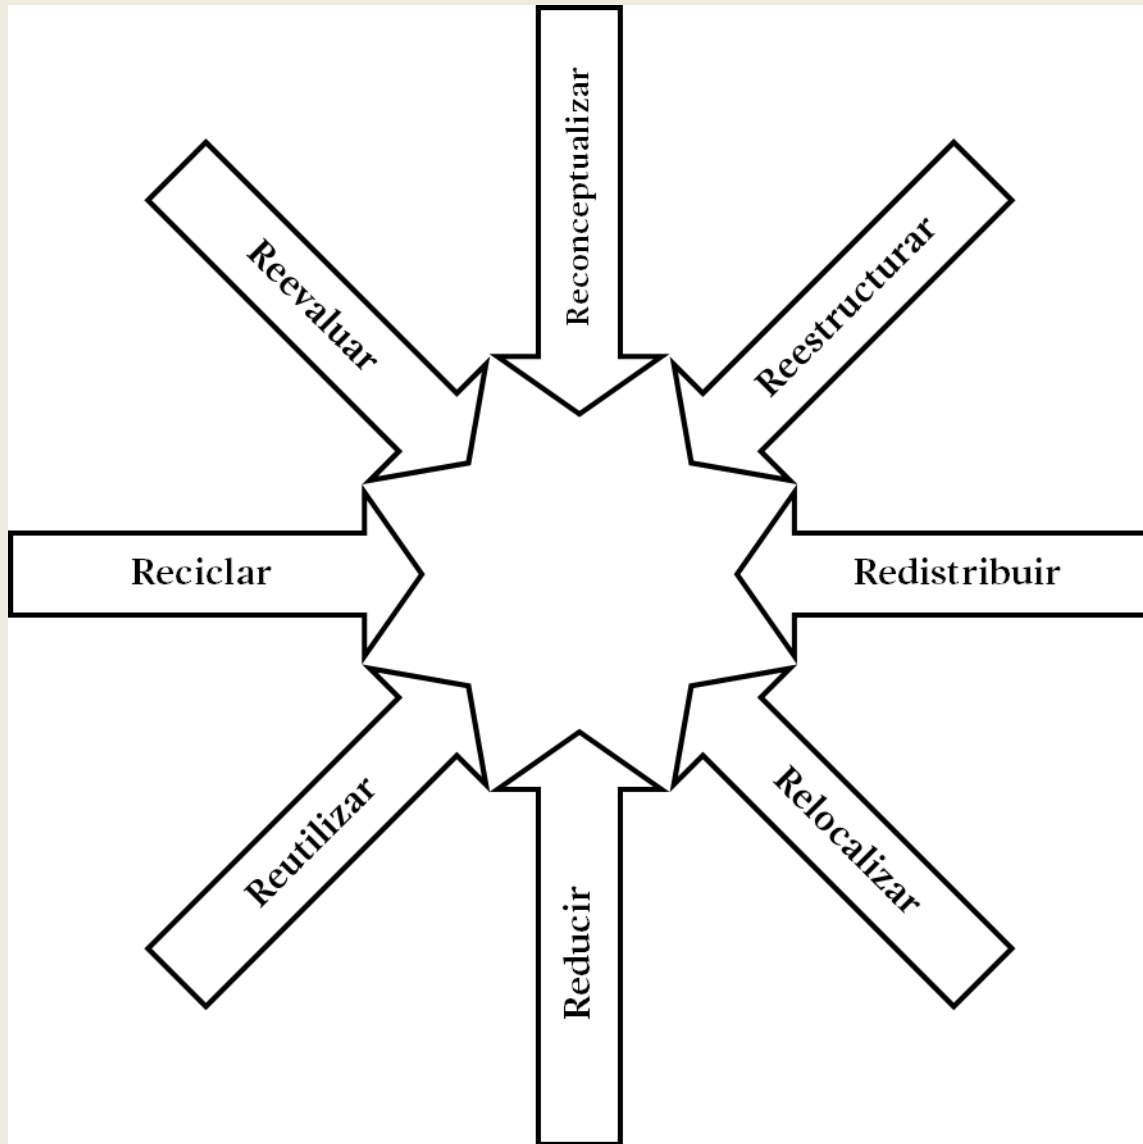 Reconceptualizar
Reestructurar
Redistribuir
Relocalizar
Reducir
Reutilizar
Reciclar
Reevaluar